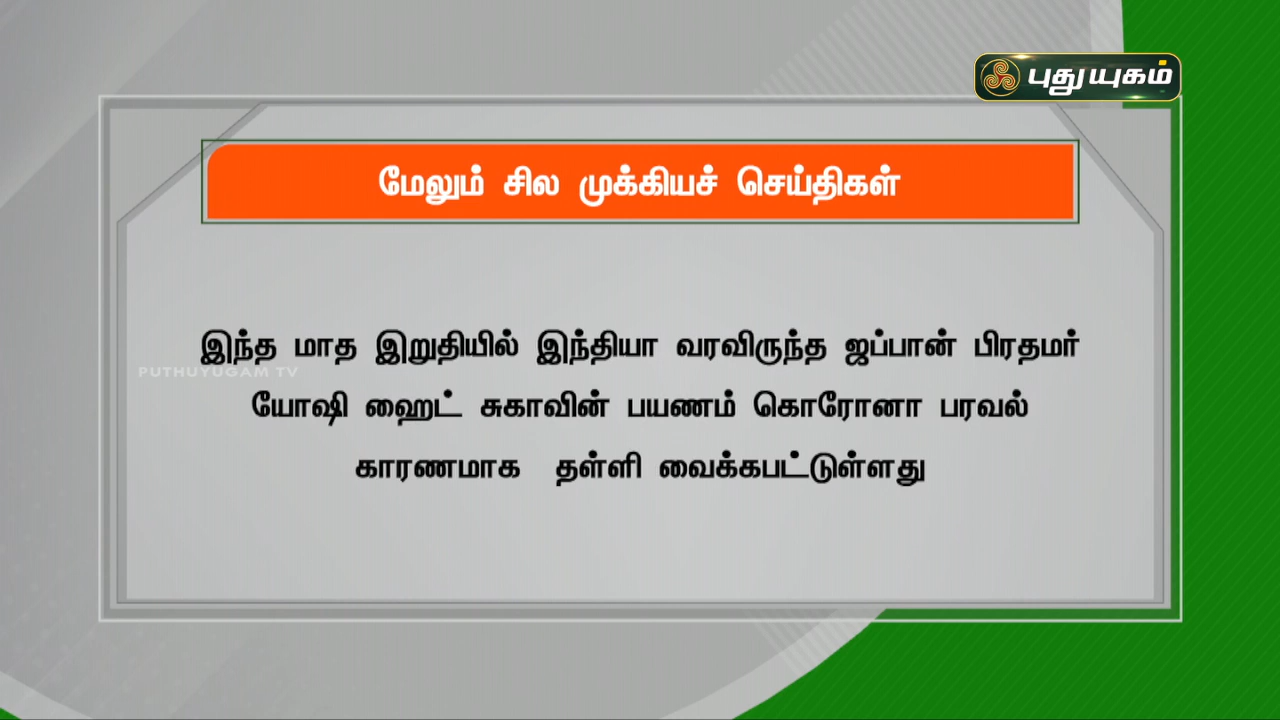 புதுயுகம்
மேலும் சில முக்கியச் செய்திகள்
இந்த மாத இறுதியில் இந்தியா வரவிருந்த ஜப்பான் பிரதமர்
PUTHUYUGAM TV
யோஷி ஹைட் சுகாவின் பயணம் கொரோனா பரவல்
காரணமாக தள்ளி வைக்கபட்டுள்ளது